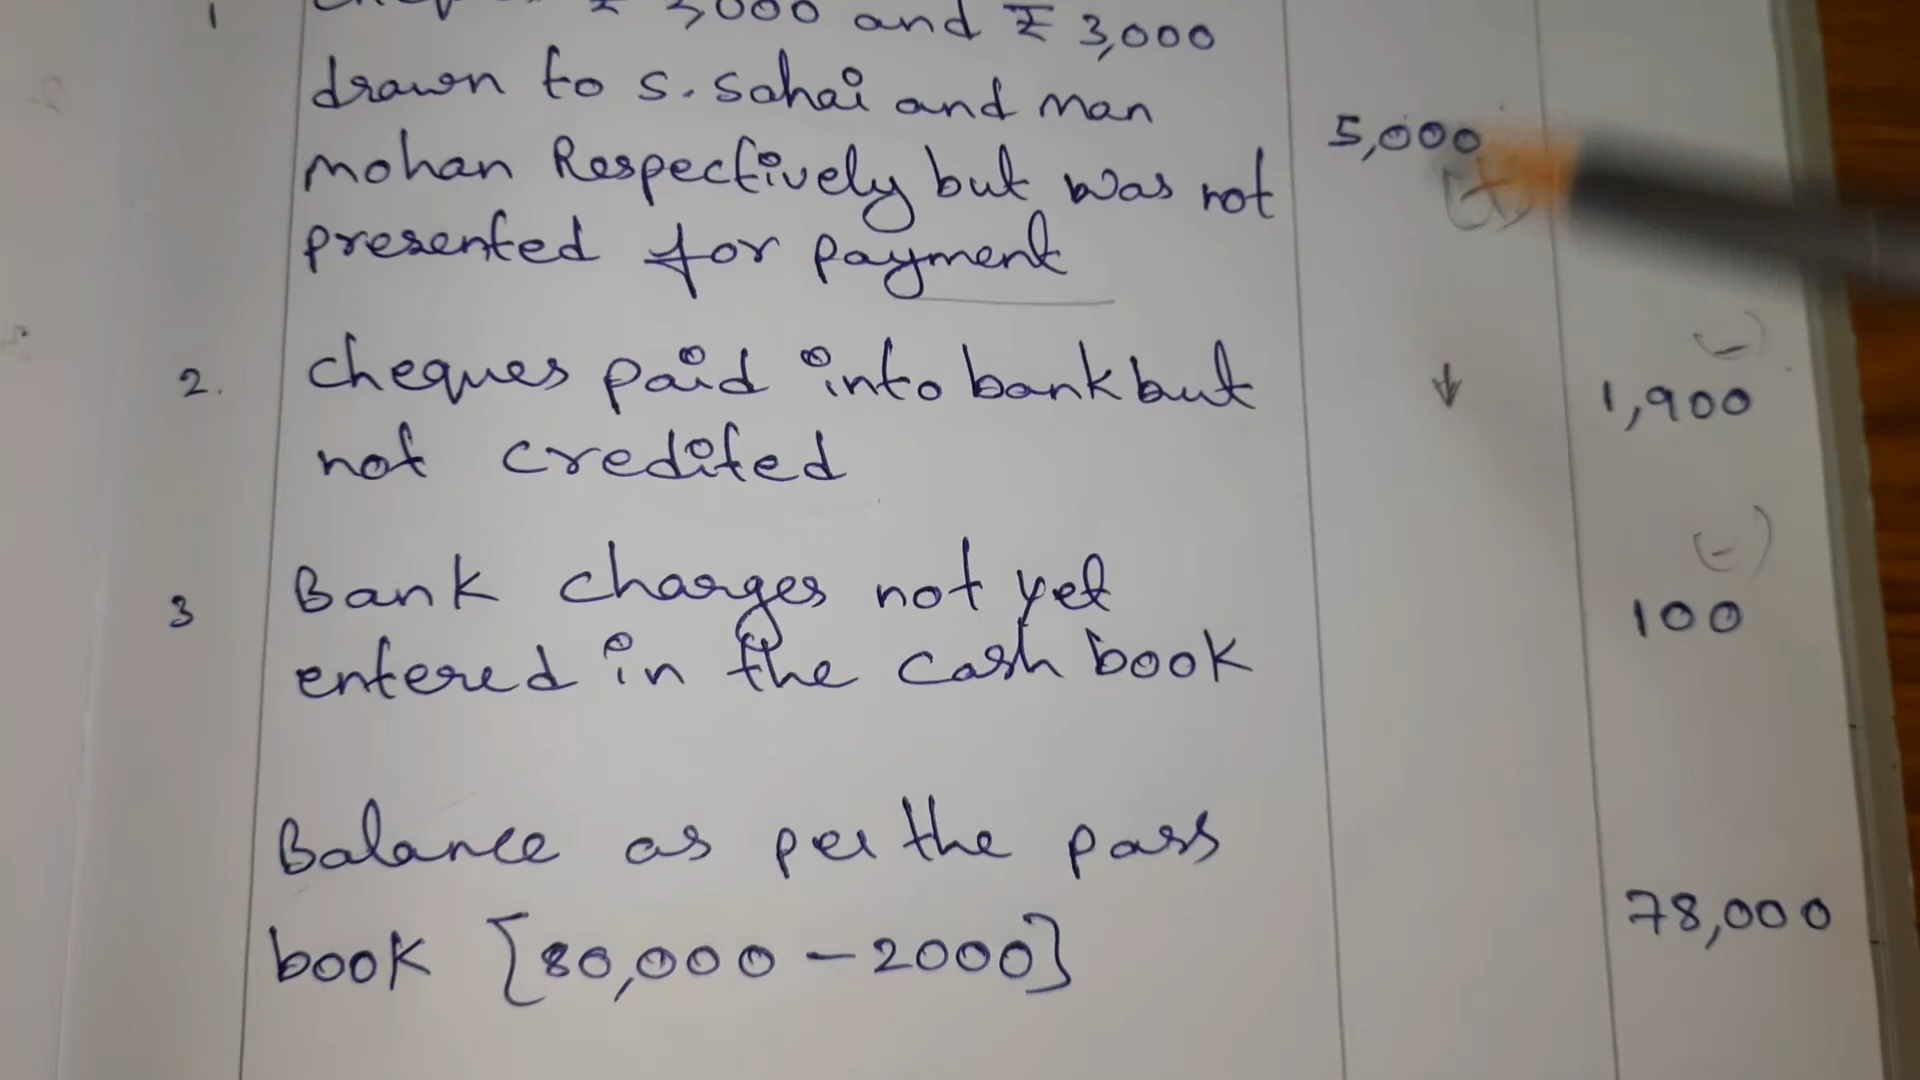 1 ₹ 3,000 and ₹ 3,000
drawn to S. Sahai and Man
Mohan Respectively but was not 5,000
(+)
presented for payment
(-)
2. cheques paid into bank but ↓ 1,900
not credited
(-)
3 Bank charges not yet 100
entered in the cash book
Balance as per the pass
book [80,000 - 2000] 78,000